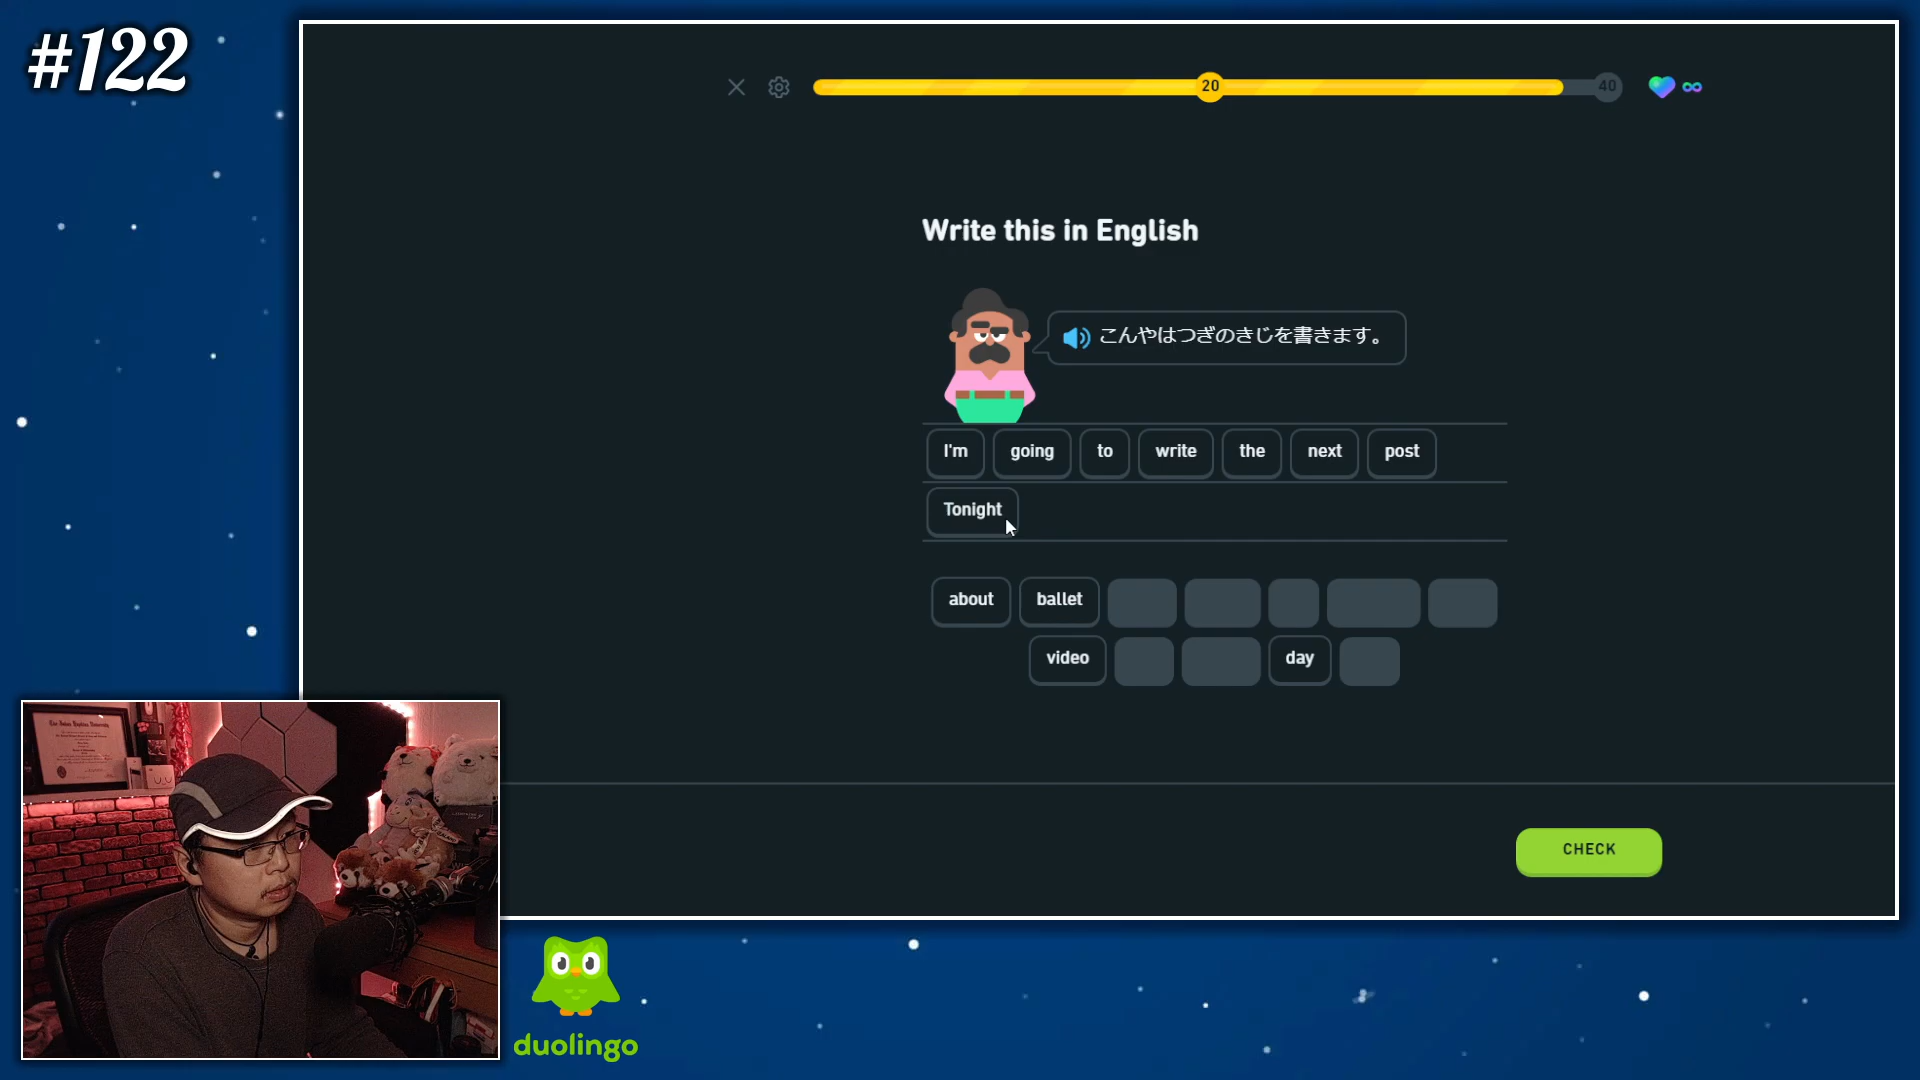 #122
20
40
Write this in English
こんやはつぎのきじを書きます。
I'm going to write the next post
Tonight
about ballet
video day
CHECK
duolingo